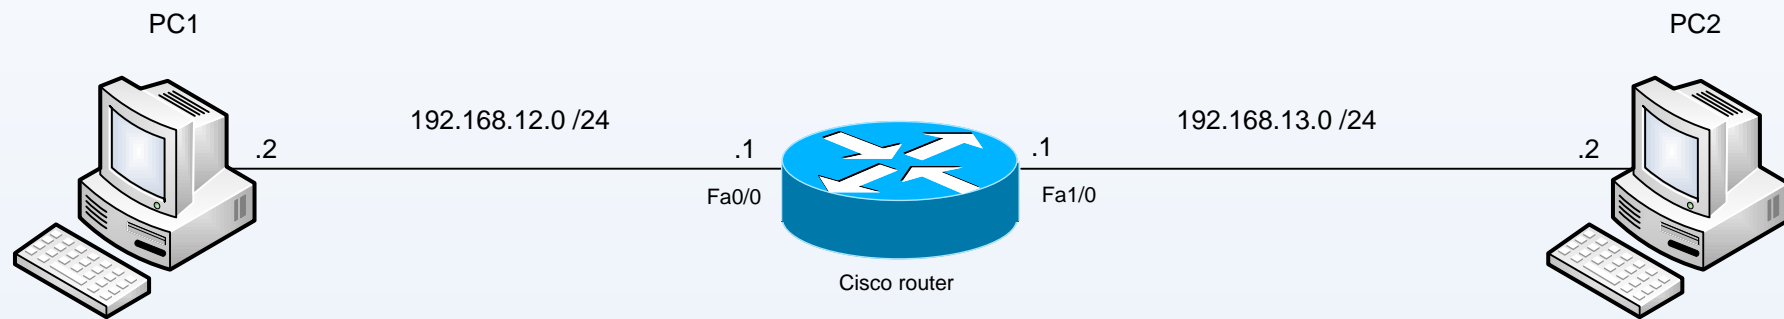 PC1
PC2
192.168.12.0 /24
192.168.13.0 /24
.2
.1
.1
.2
Fa0/0
Fa1/0
Cisco router